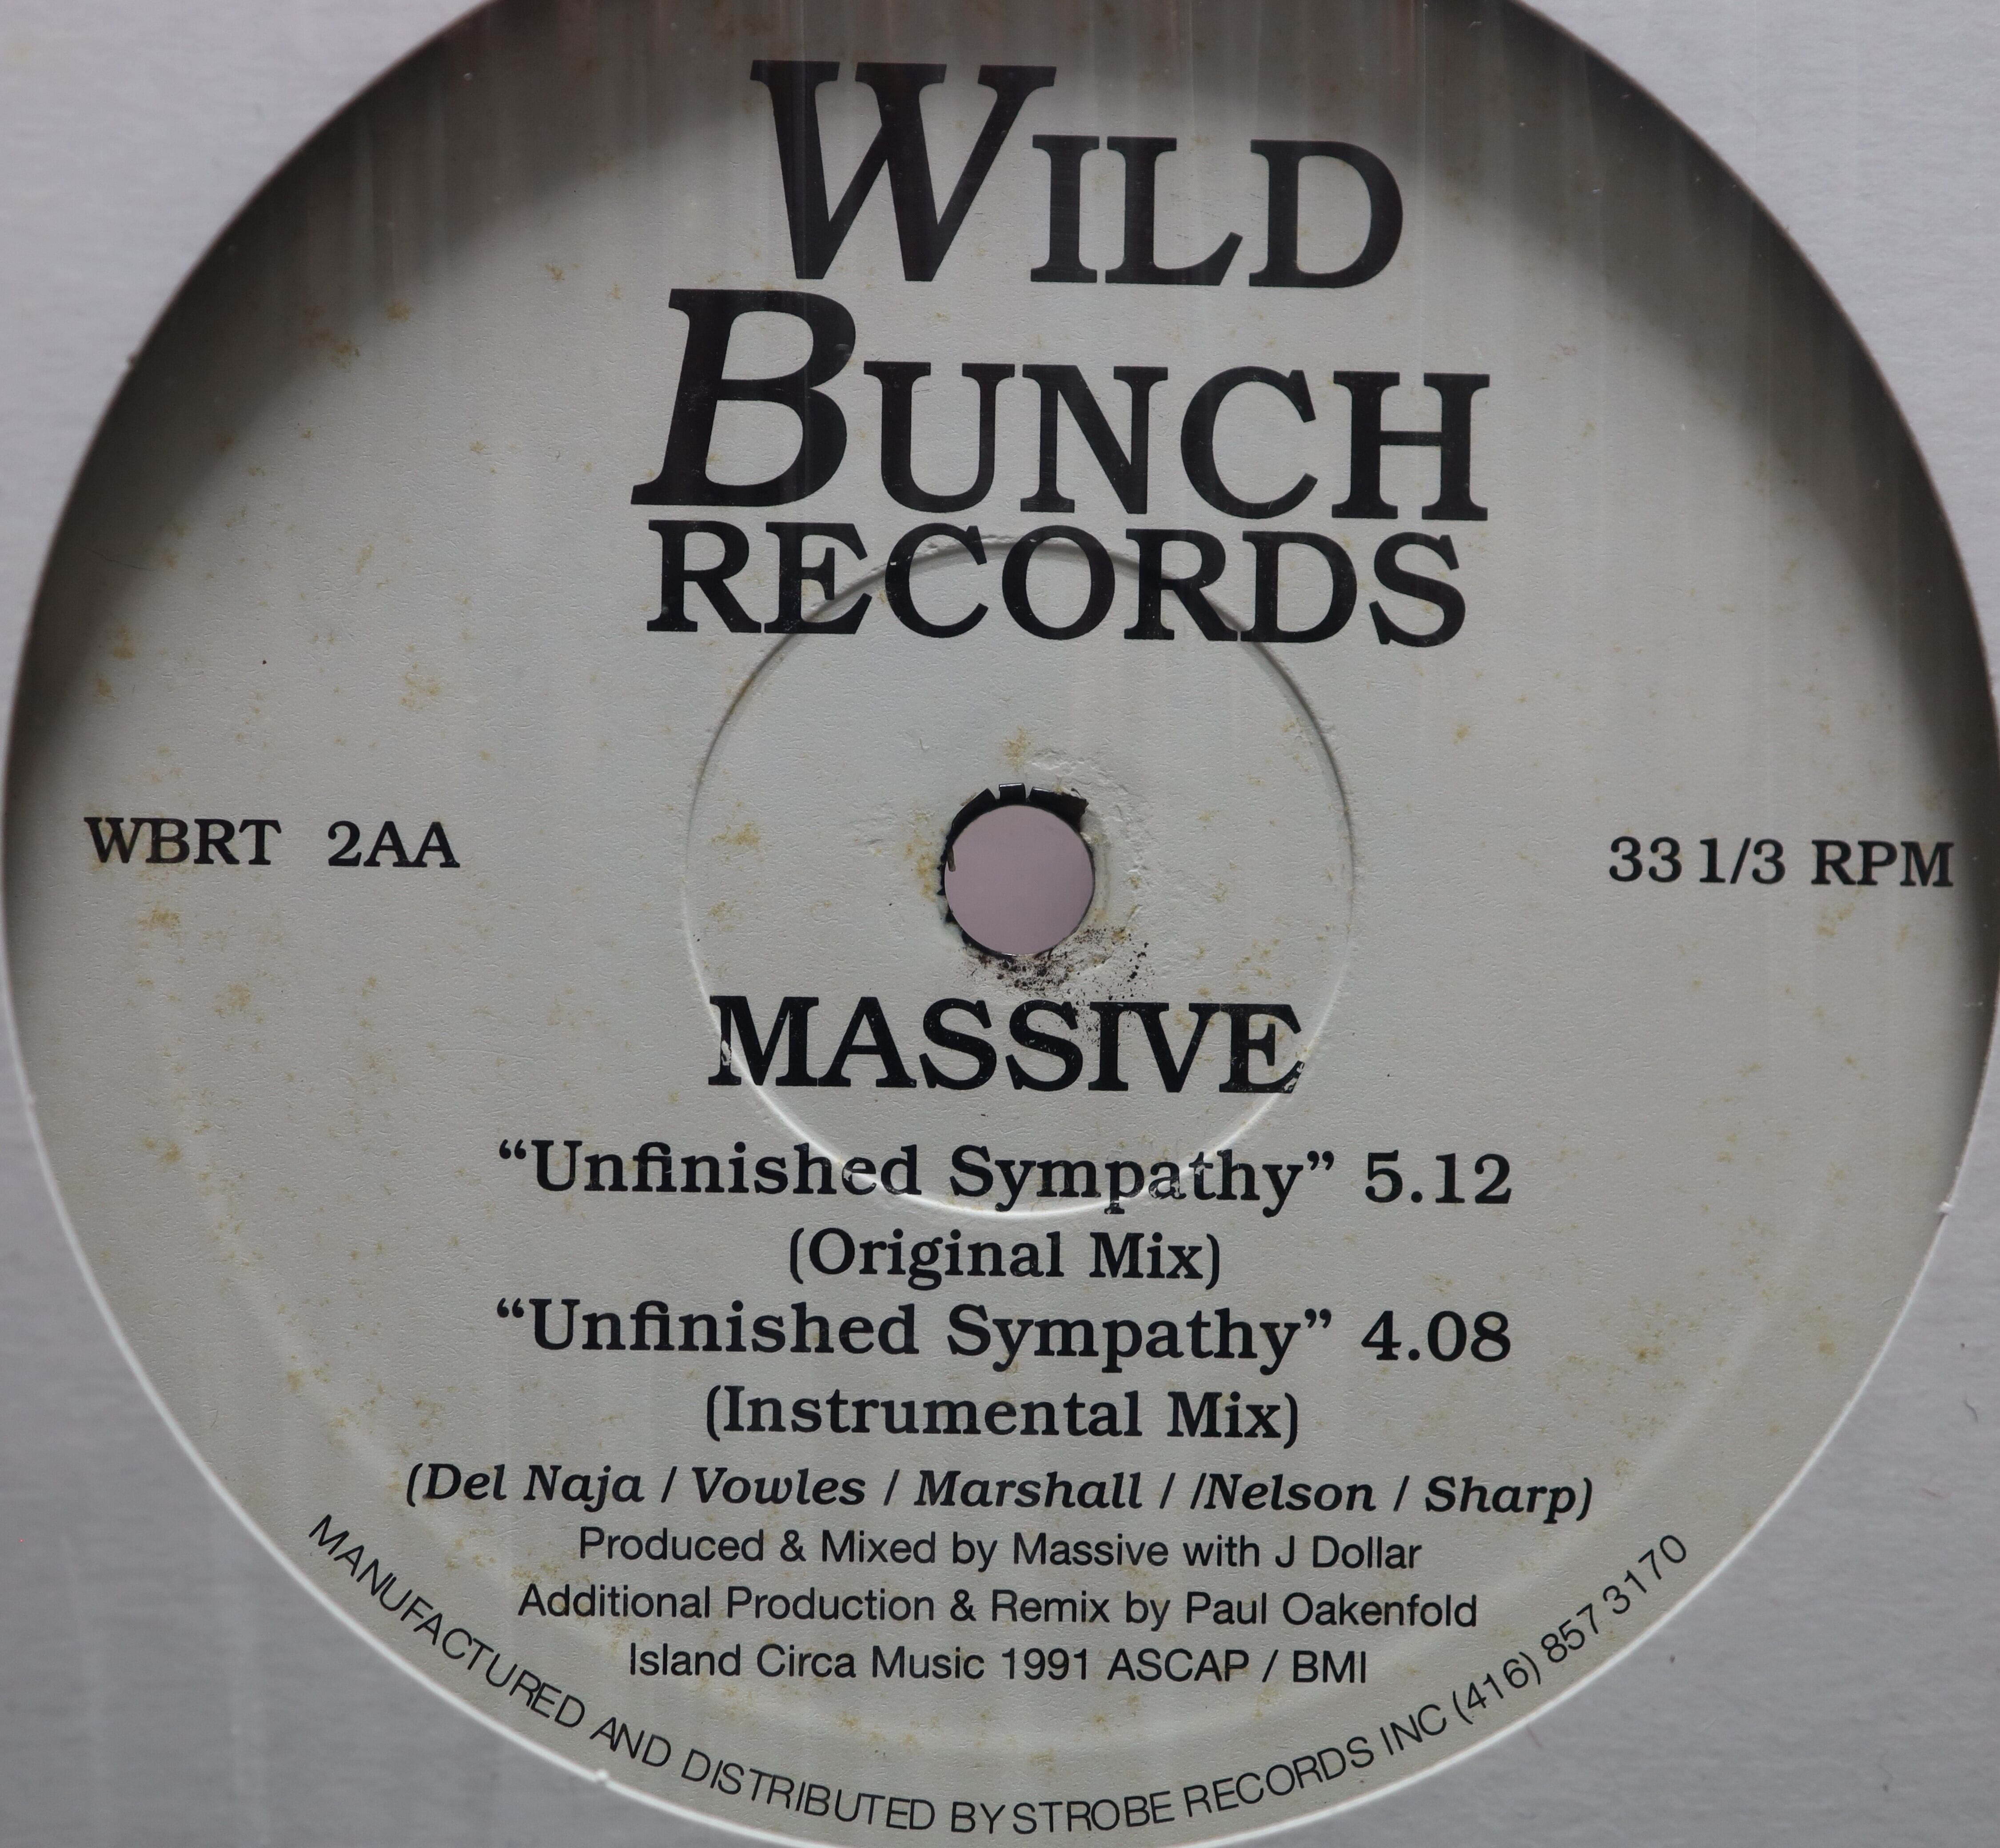 WILD
BUNCH
RECORDS
WBRT 2AA
33 1/3 RPM
MASSIVE
“Unfinished Sympathy” 5.12
(Original Mix)
“Unfinished Sympathy” 4.08
(Instrumental Mix)
(Del Naja / Vowles / Marshall / /Nelson / Sharp)
Produced & Mixed by Massive with J Dollar
Additional Production & Remix by Paul Oakenfold
Island Circa Music 1991 ASCAP / BMI
MANUFACTURED AND DISTRIBUTED BY STROBE RECORDS INC (416) 857 3170